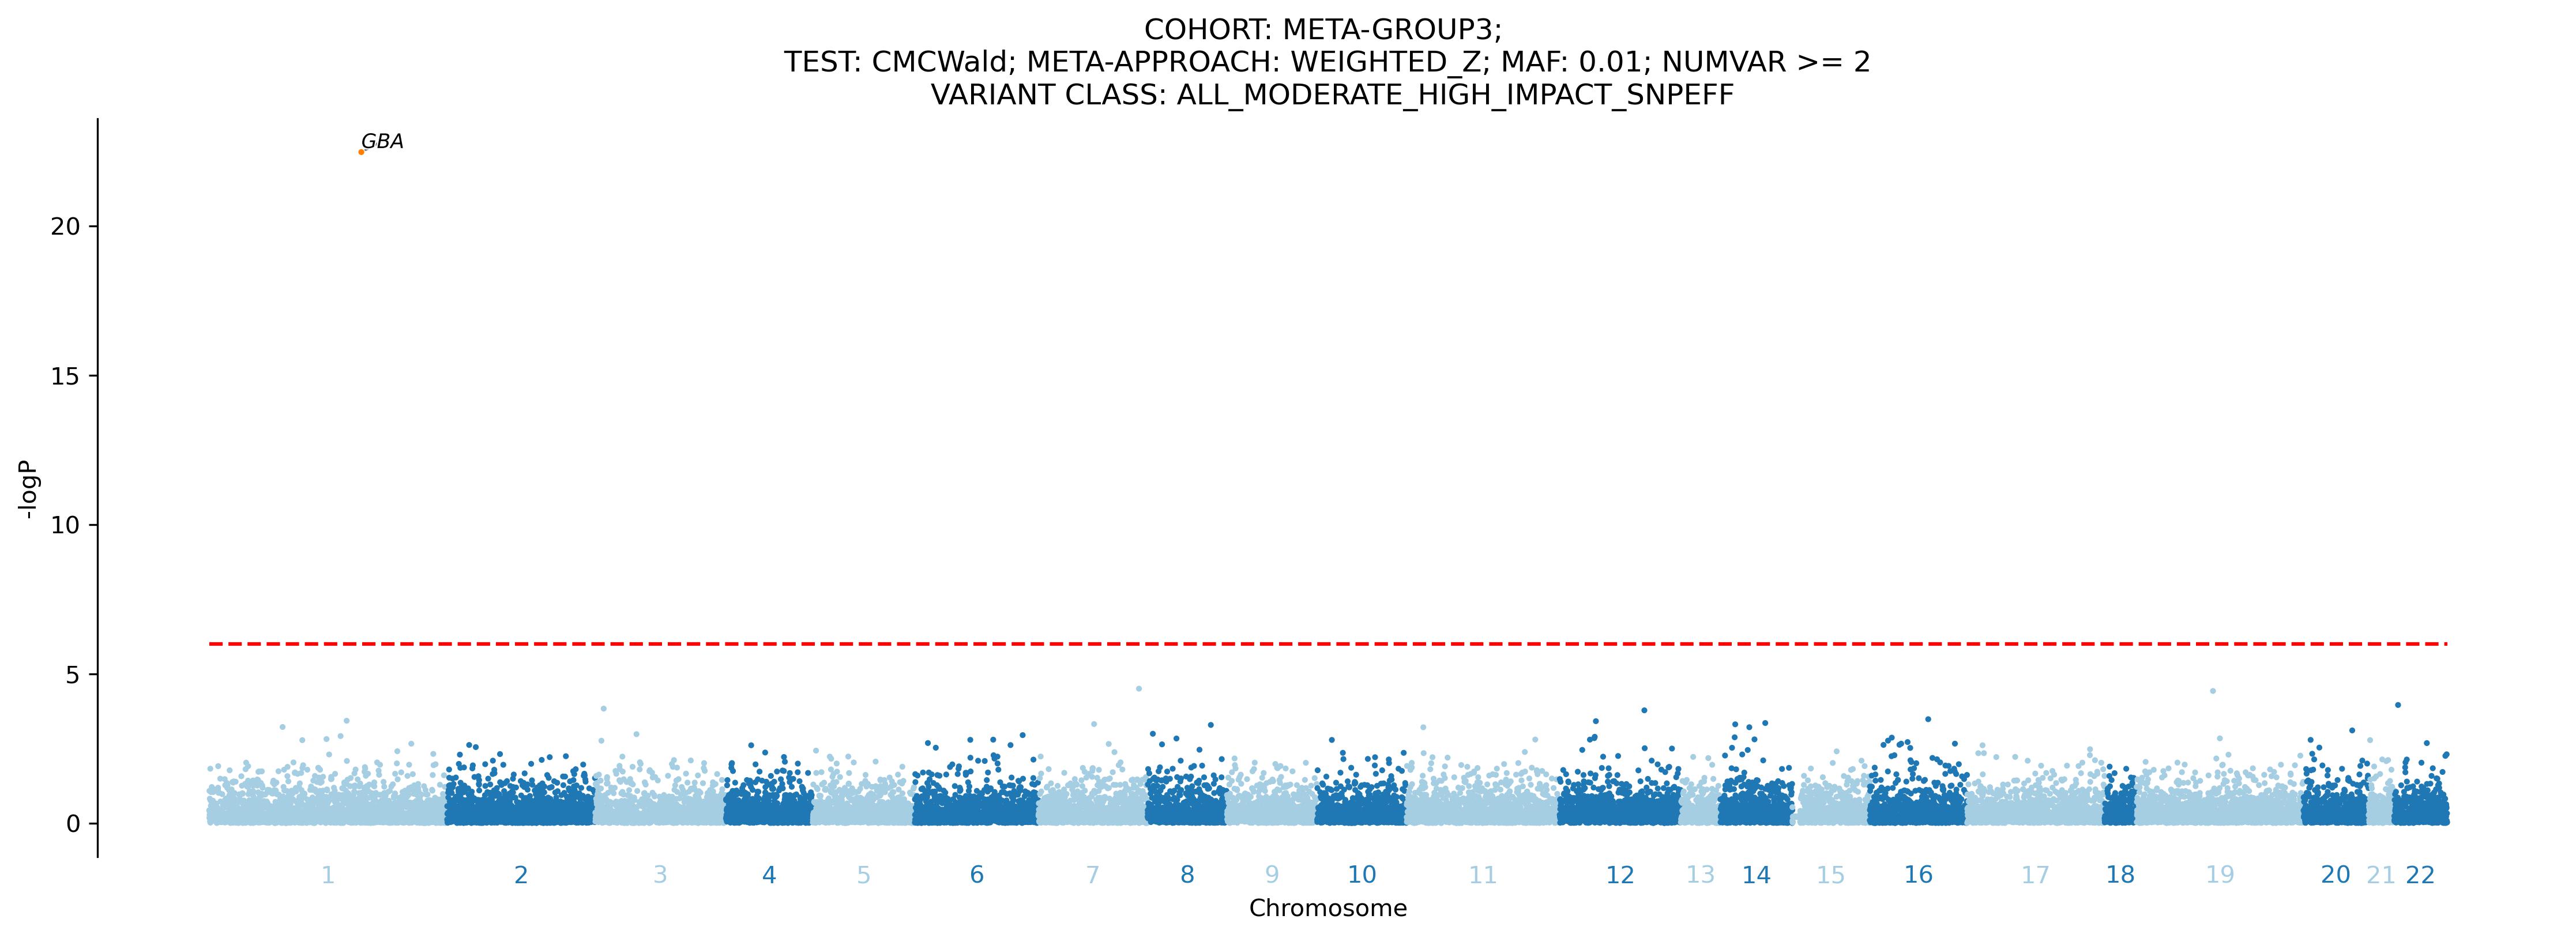 COHORT: META-GROUP3;
TEST: CMCWald; META-APPROACH: WEIGHTED_Z; MAF: 0.01; NUMVAR >= 2
VARIANT CLASS: ALL_MODERATE_HIGH_IMPACT_SNPEFF
GBA
20
15
10
5
0
-logP
1 2 3 4 5 6 7 8 9 10 11 12 13 14 15 16 17 18 19 20 21 22
Chromosome